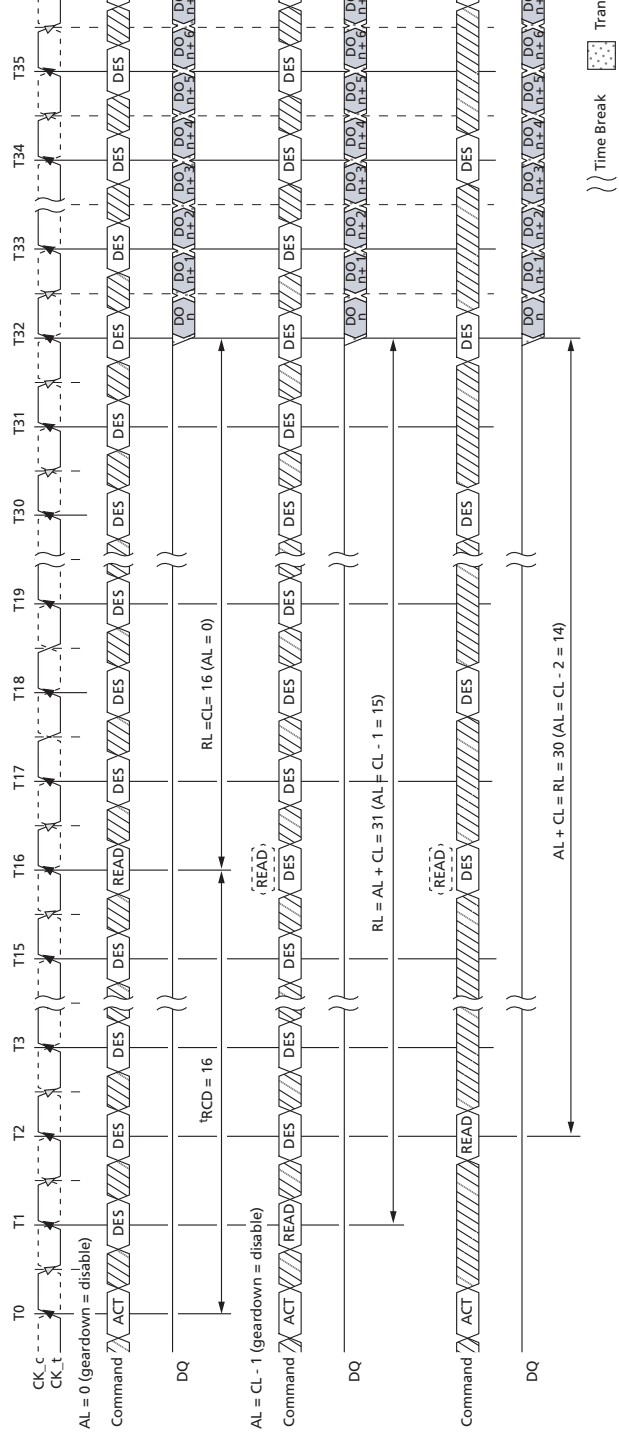 T0 T1 T2 T3 T15 T16 T17 T18 T19 T30 T31 T32 T33 T34 T35
CK_c
CK_t
AL = 0 (geardown = disable)
Command ACT DES DES DES DES READ DES DES DES DES DES DES DES DES DES
DQ DO n DO n + 1 DO n + 2 DO n + 3 DO n + 4 DO n + 5 DO n + 6
tRCD = 16 RL =CL= 16 (AL = 0)
AL = CL - 1 (geardown = disable)
READ
Command ACT READ DES DES DES DES DES DES DES DES DES DES DES DES DES
DQ DO n DO n + 1 DO n + 2 DO n + 3 DO n + 4 DO n + 5 DO n + 6
RL = AL + CL = 31 (AL = CL - 1 = 15)
READ
Command ACT READ DES DES DES DES DES
DQ DO n DO n + 1 DO n + 2 DO n + 3 DO n + 4 DO n + 5 DO n + 6
AL + CL = RL = 30 (AL = CL - 2 = 14)
Time Break